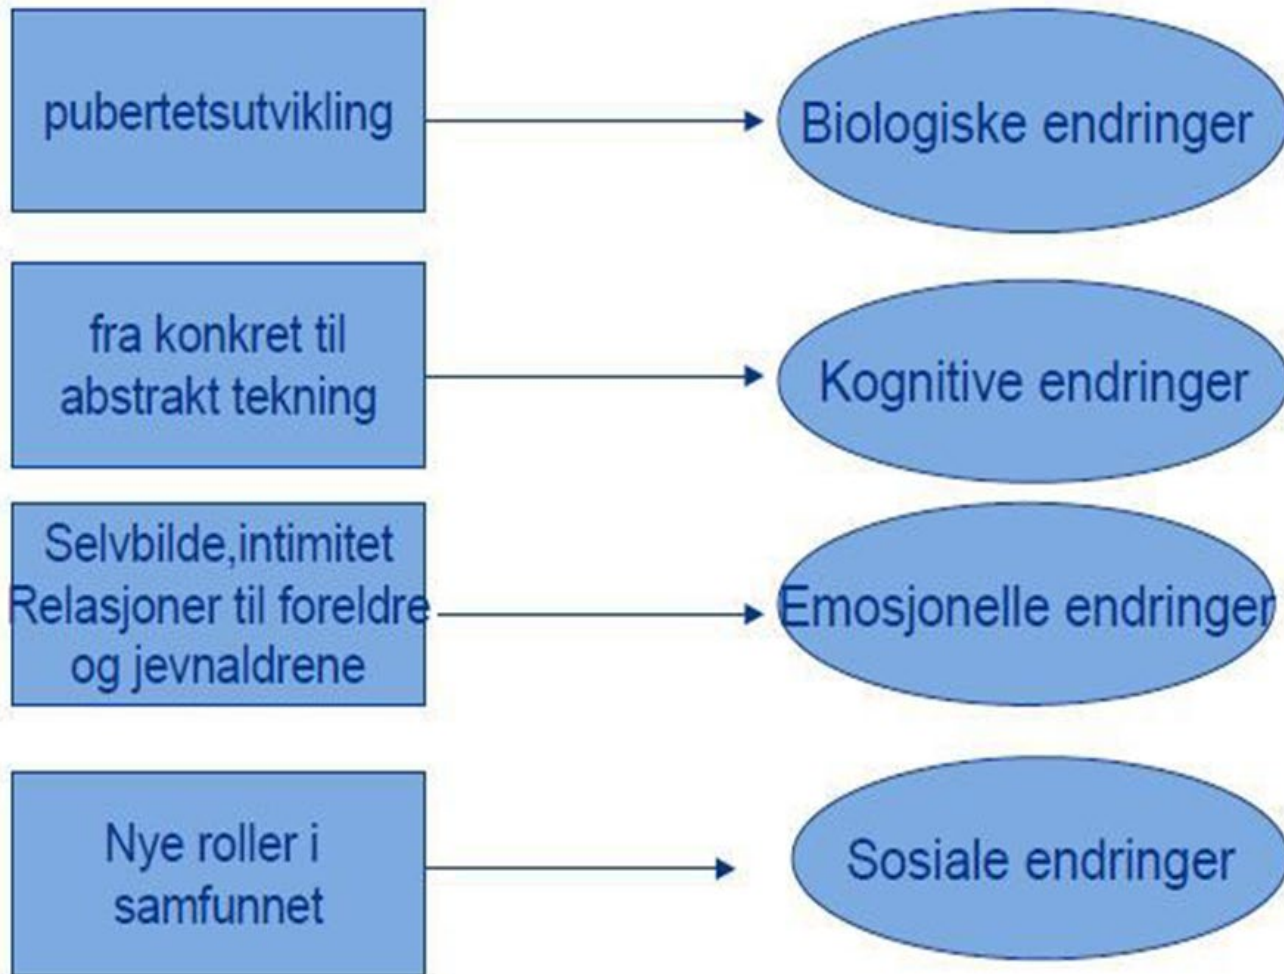 pubertetsutvikling
Biologiske endringer
fra konkret til
abstrakt tekning
Kognitive endringer
Selvbilde,intimitet
Relasjoner til foreldre
og jevnaldrene
Emosjonelle endringer
Nye roller i
samfunnet
Sosiale endringer